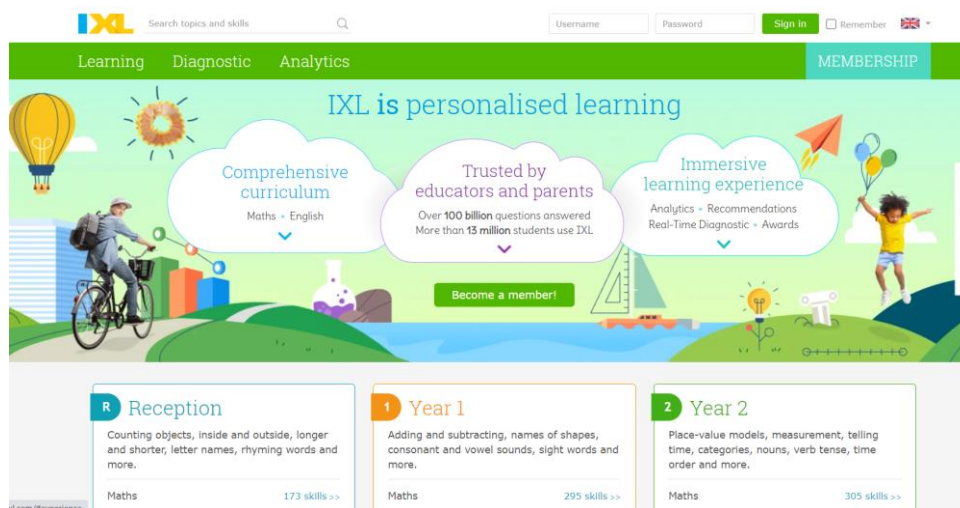 IXL
Search topics and skills
Username
Password
Sign in
Remember
Learning
Diagnostic
Analytics
MEMBERSHIP
IXL is personalised learning
Comprehensive
curriculum
Maths • English
Trusted by
educators and parents
Over 100 billion questions answered
More than 13 million students use IXL
Immersive
learning experience
Analytics • Recommendations
Real-Time Diagnostic • Awards
Become a member!
R Reception
Counting objects, inside and outside, longer
and shorter, letter names, rhyming words and
more.
Maths 173 skills >>
1 Year 1
Adding and subtracting, names of shapes,
consonant and vowel sounds, sight words and
more.
Maths 295 skills >>
2 Year 2
Place-value models, measurement, telling
time, categories, nouns, verb tense, time
order and more.
Maths 305 skills >>